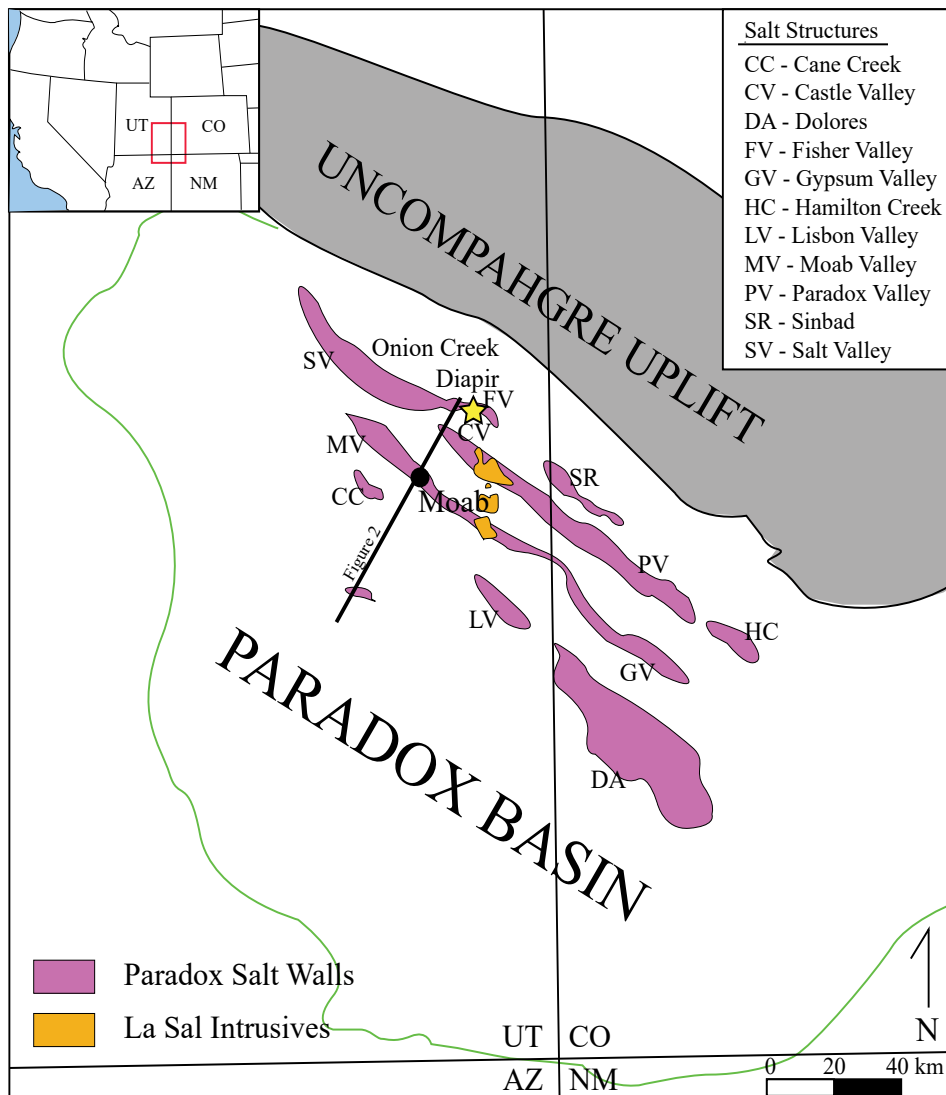 UT
CO
AZ
NM
Salt Structures
CC - Cane Creek
CV - Castle Valley
DA - Dolores
FV - Fisher Valley
GV - Gypsum Valley
HC - Hamilton Creek
LV - Lisbon Valley
MV - Moab Valley
PV - Paradox Valley
SR - Sinbad
SV - Salt Valley
UNCOMPAHGRE UPLIFT
Onion Creek
Diapir
SV
FV
CV
MV
SR
CC
Moab
Figure 2
PV
LV
HC
GV
PARADOX BASIN
DA
Paradox Salt Walls
La Sal Intrusives
N
UT
CO
AZ
NM
0 20 40 km